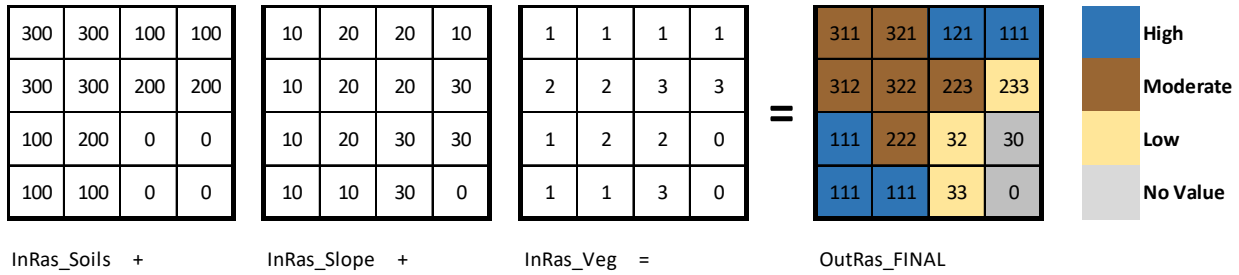 300 300 100 100 10 20 20 10 1 1 1 1 311 321 121 111 High
300 300 200 200 10 20 20 30 2 2 3 3 312 322 223 233 Moderate
=
100 200 0 0 10 20 30 30 1 2 2 0 111 222 32 30 Low
100 100 0 0 10 10 30 0 1 1 3 0 111 111 33 0 No Value
InRas_Soils + InRas_Slope + InRas_Veg = OutRas_FINAL